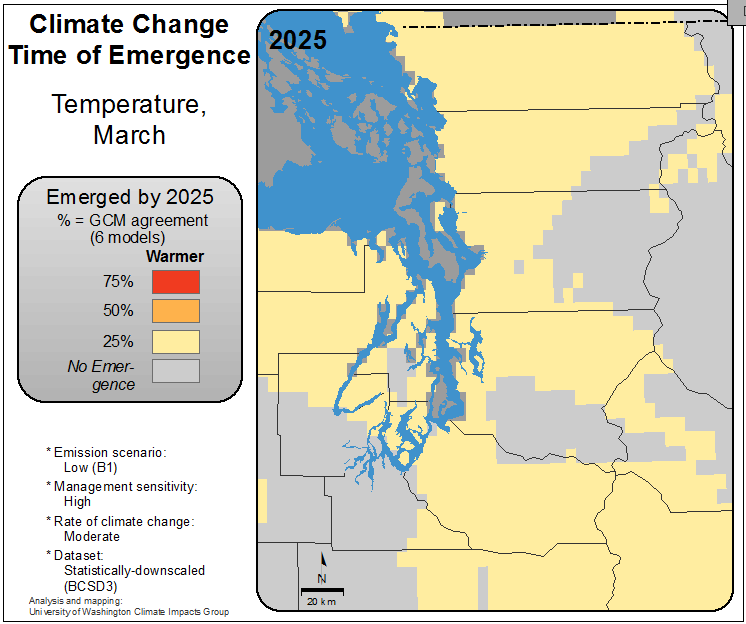 Climate Change
Time of Emergence
Temperature,
March
Emerged by 2025
% = GCM agreement
(6 models)
Warmer
75%
50%
25%
No Emer-
gence
* Emission scenario:
Low (B1)
* Management sensitivity:
High
* Rate of climate change:
Moderate
* Dataset:
Statistically-downscaled
(BCSD3)
Analysis and mapping:
University of Washington Climate Impacts Group
2025
N
20 km